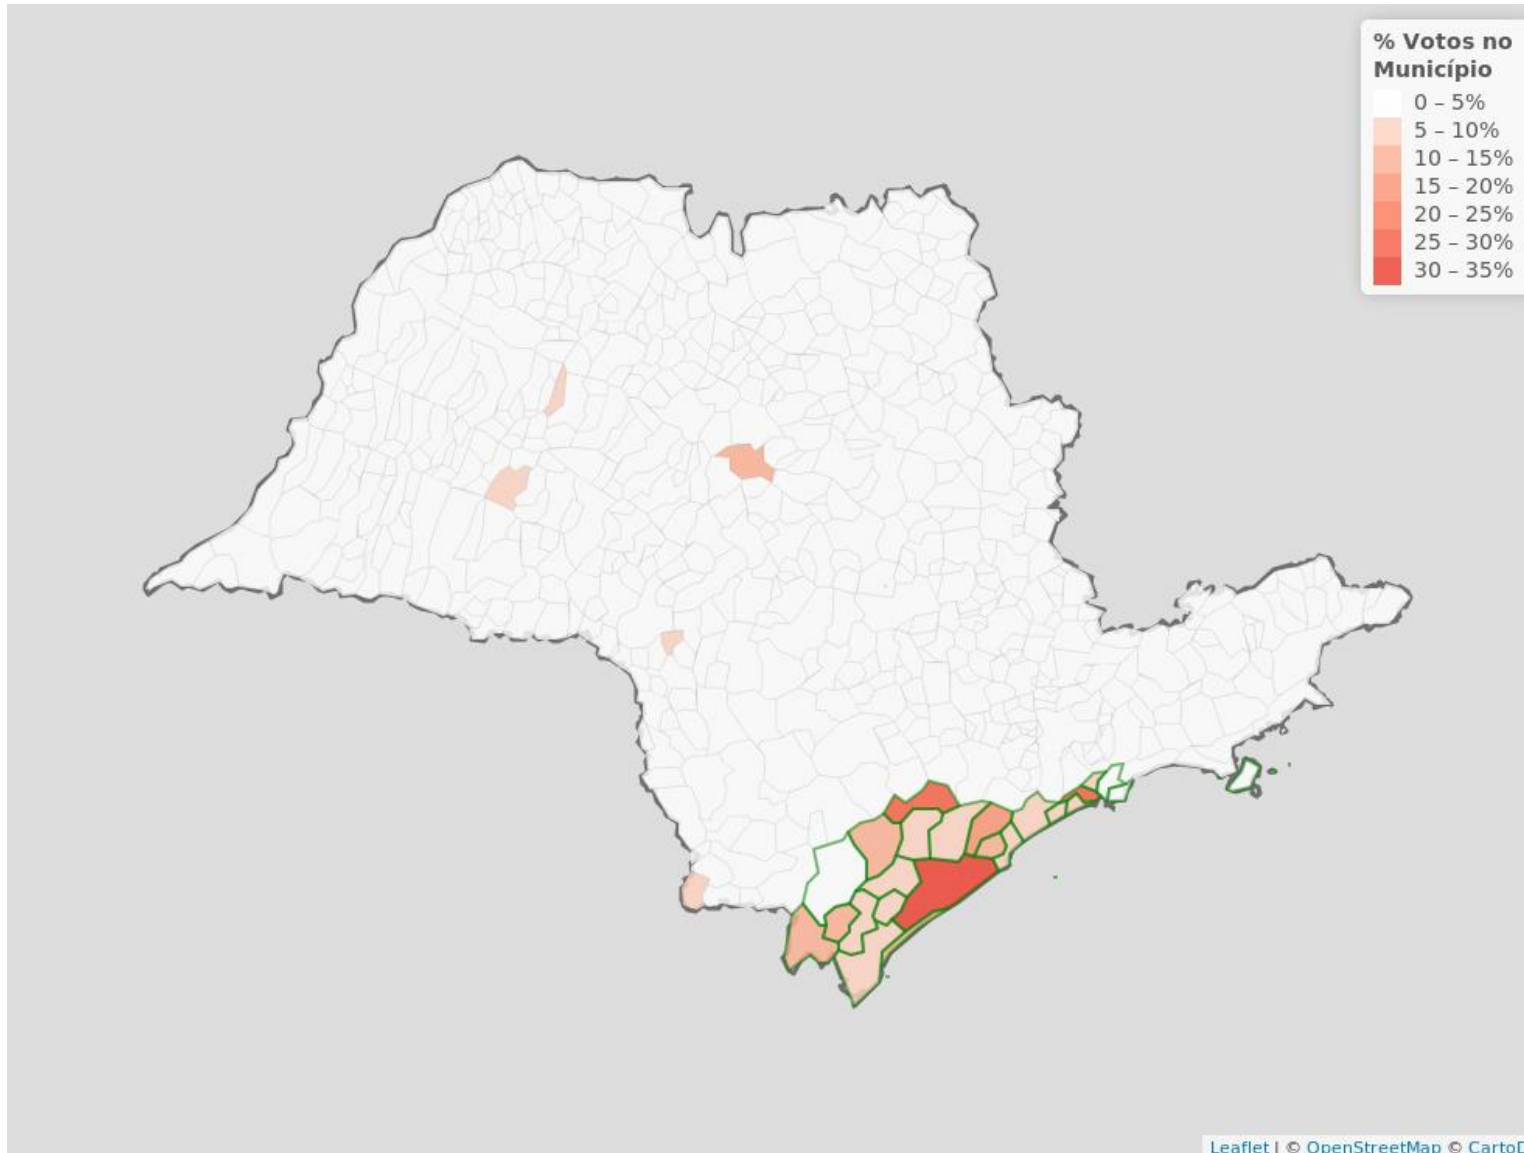 % Votos no
Município
0 – 5%
5 – 10%
10 – 15%
15 – 20%
20 – 25%
25 – 30%
30 – 35%
Leaflet | © OpenStreetMap © CartoD